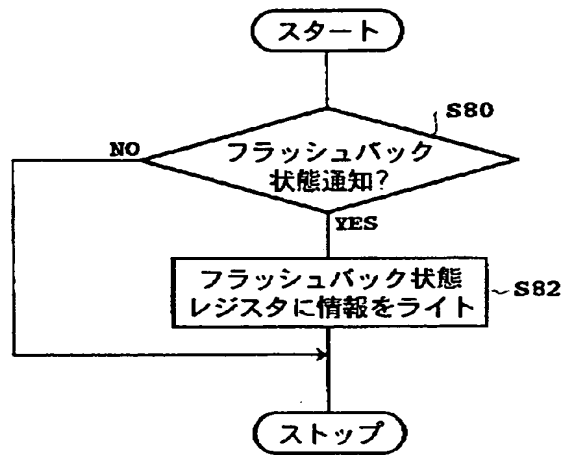 スタート
S80
NO
フラッシュバック
状態通知?
YES
フラッシュバック状態
レジスタに情報をライト
S82
ストップ